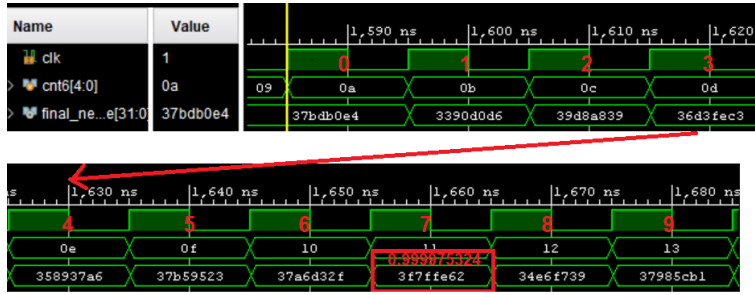 Name Value 1,590 ns 1,600 ns 1,610 ns 1,620
clk 1 0 1 2 3
cnt6[4:0] 0a 09 0a 0b 0c 0d
final_ne...e[31:0] 37bdb0e4 37bdb0e4 3390d0d6 39d8a839 36d3fec3
s 1,630 ns 1,640 ns 1,650 ns 1,660 ns 1,670 ns 1,680 ns
4 5 6 7 8 9
0e 0f 10 11 12 13
0.999975324
358937a6 37b59523 37a6d32f 3f7ffe62 34e6f739 37985cb1